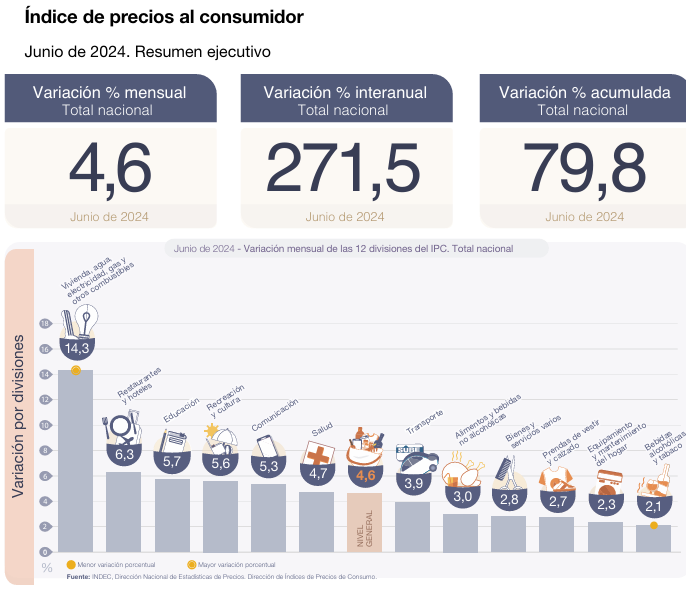 Índice de precios al consumidor
Junio de 2024. Resumen ejecutivo
Variación % mensual
Total nacional
4,6
Junio de 2024
Variación % interanual
Total nacional
271,5
Junio de 2024
Variación % acumulada
Total nacional
79,8
Junio de 2024
Junio de 2024 - Variación mensual de las 12 divisiones del IPC. Total nacional
Variación por divisiones
18
16
14
12
10
8
6
4
2
0
%
Vivienda, agua,
electricidad, gas y
otros combustibles
14,3
Restaurantes
y hoteles
6,3
Educación
5,7
Recreación
y cultura
5,6
Comunicación
5,3
Salud
4,7
4,6
NIVEL
GENERAL
Transporte
SUBE
3,9
Alimentos y bebidas
no alcohólicas
3,0
Bienes y
servicios varios
2,8
Prendas de vestir
y calzado
2,7
Equipamiento
y mantenimiento
del hogar
2,3
Bebidas
alcohólicas
y tabaco
2,1
Menor variación porcentual
Mayor variación porcentual
Fuente: INDEC, Dirección Nacional de Estadísticas de Precios. Dirección de Índices de Precios de Consumo.